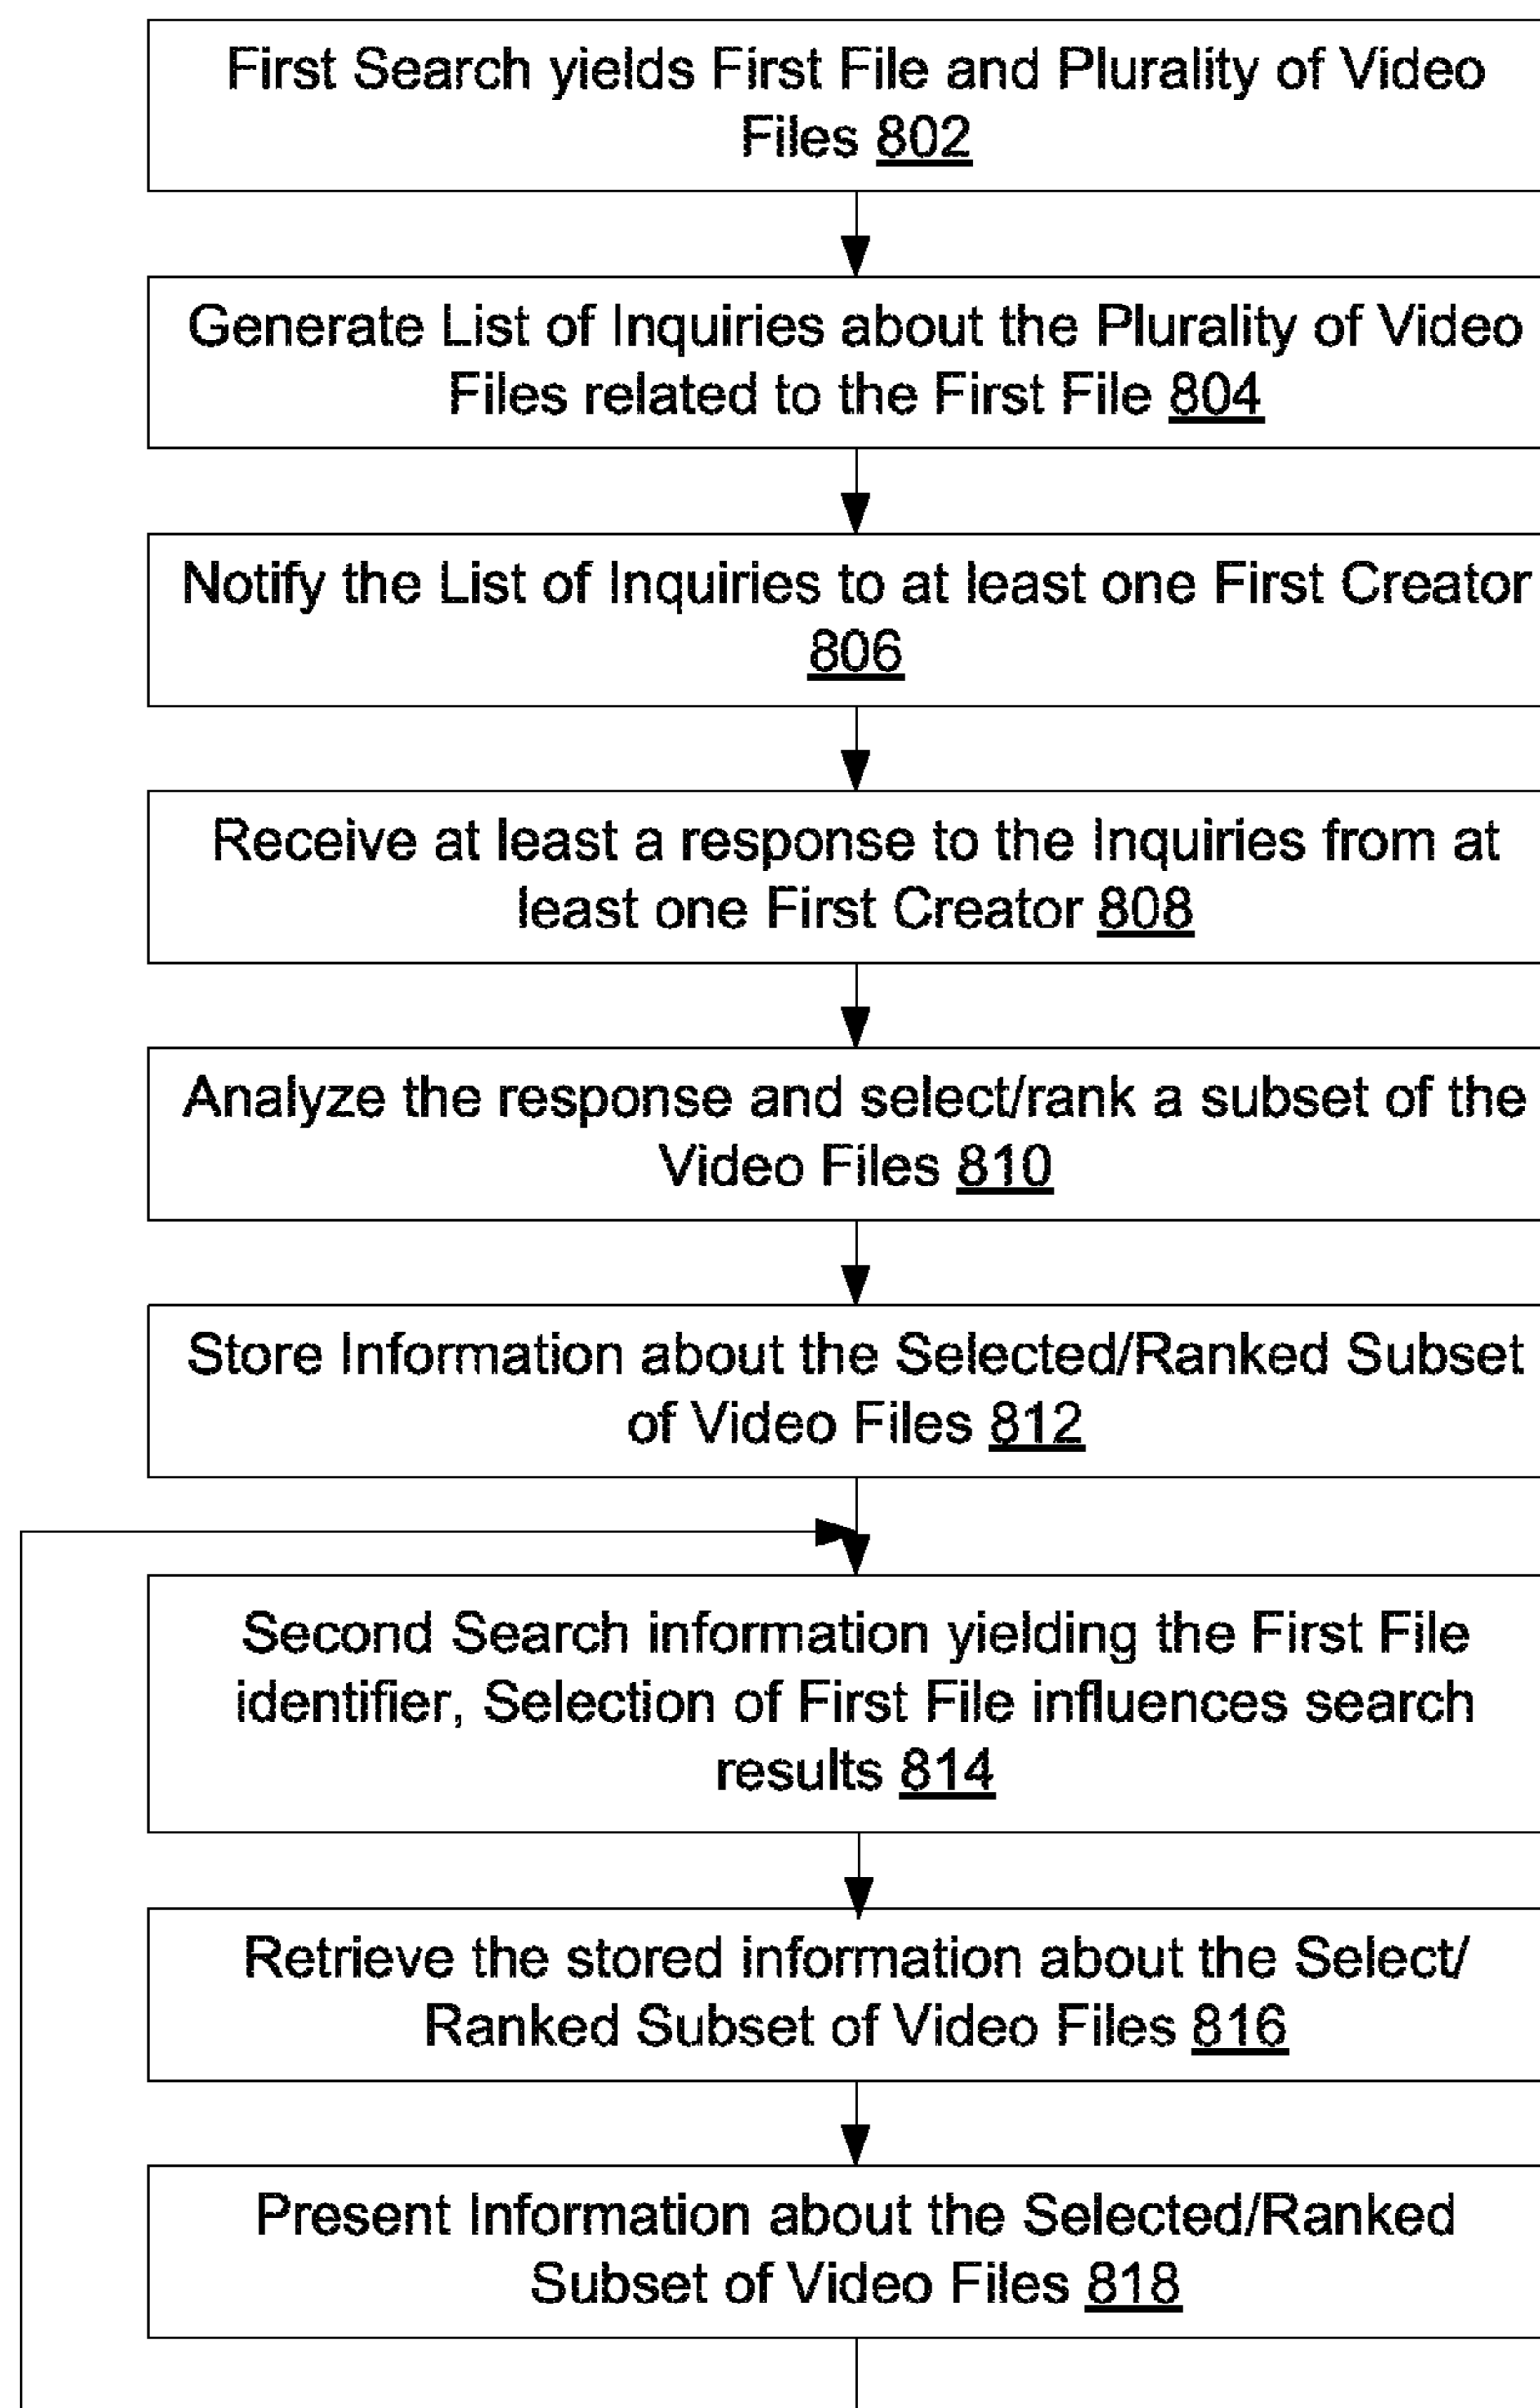 First Search yields First File and Plurality of Video
Files 802
Generate List of Inquiries about the Plurality of Video
Files related to the First File 804
Notify the List of Inquiries to at least one First Creator
806
Receive at least a response to the Inquiries from at
least one First Creator 808
Analyze the response and select/rank a subset of the
Video Files 810
Store Information about the Selected/Ranked Subset
of Video Files 812
Second Search information yielding the First File
identifier, Selection of First File influences search
results 814
Retrieve the stored information about the Select/
Ranked Subset of Video Files 816
Present Information about the Selected/Ranked
Subset of Video Files 818